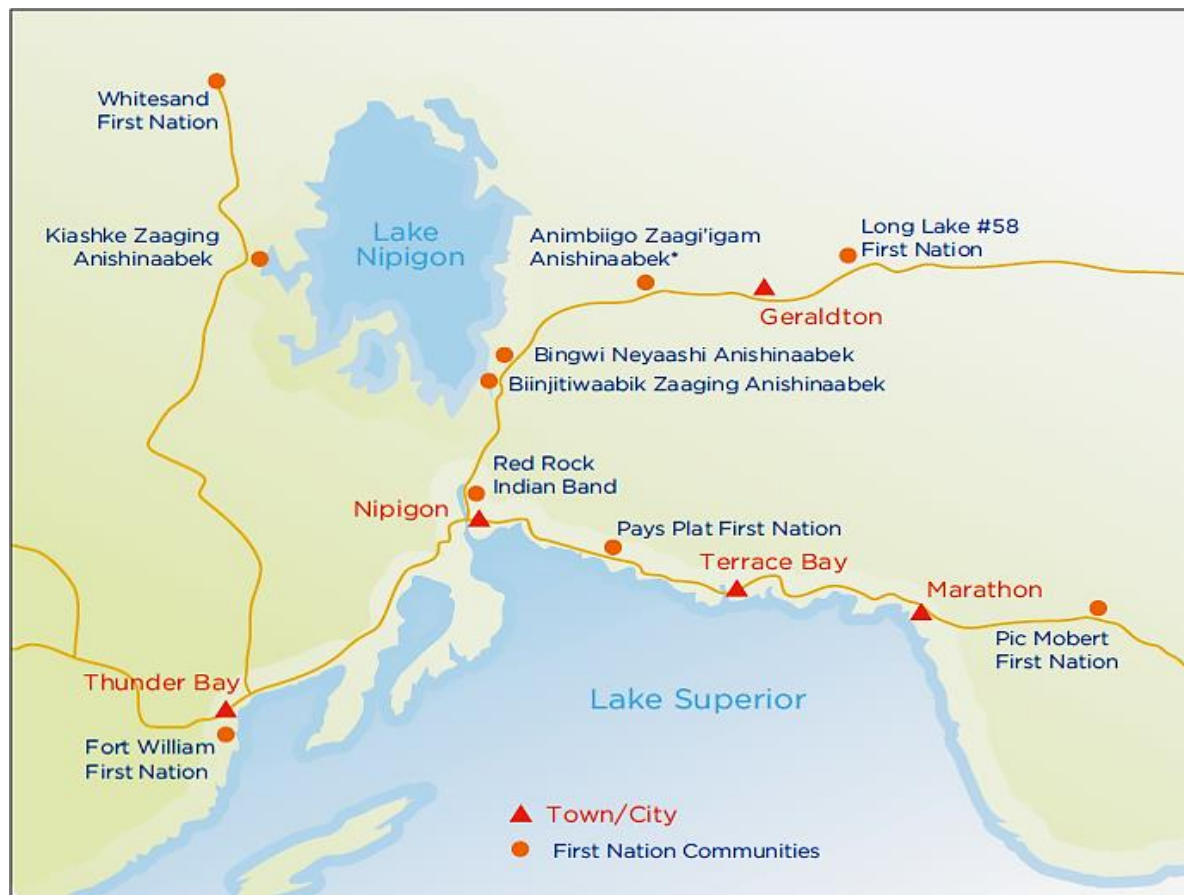 Whitesand
First Nation
Kiashke Zaaging
Anishinaabek
Lake
Nipigon
Animbiigo Zaagi'igam
Anishinaabek*
Long Lake #58
First Nation
Geraldton
Bingwi Neyaashi Anishinaabek
Biinjitiwaabik Zaaging Anishinaabek
Red Rock
Indian Band
Nipigon
Pays Plat First Nation
Terrace Bay
Marathon
Pic Mobert
First Nation
Thunder Bay
Lake Superior
Fort William
First Nation
Town/City
First Nation Communities